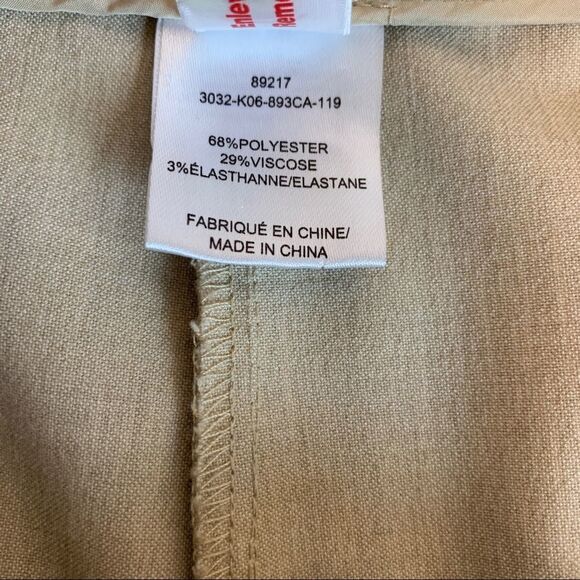 89217
3032-K06-893CA-119
68%POLYESTER
29%VISCOSE
3%ÉLASTHANNE/ELASTANE
FABRIQUÉ EN CHINE/
MADE IN CHINA